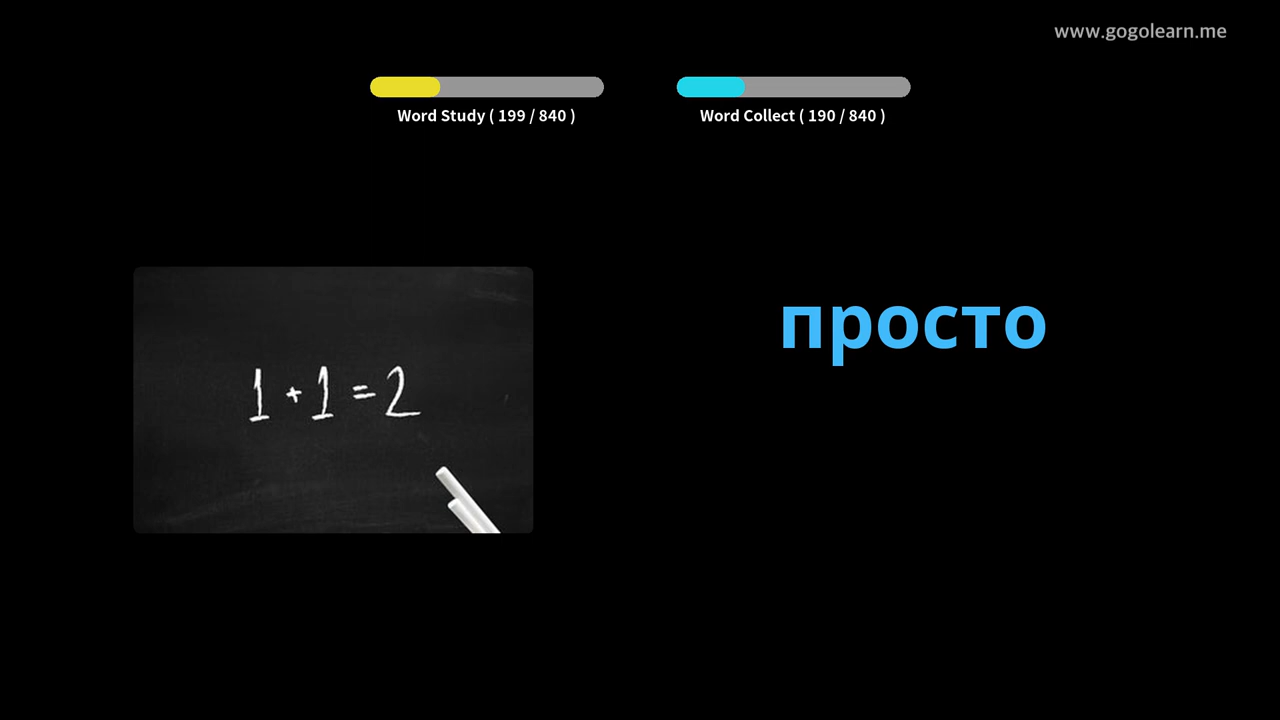 www.gogolearn.me
Word Study ( 199 / 840 )
Word Collect ( 190 / 840 )
просто
1 + 1 = 2